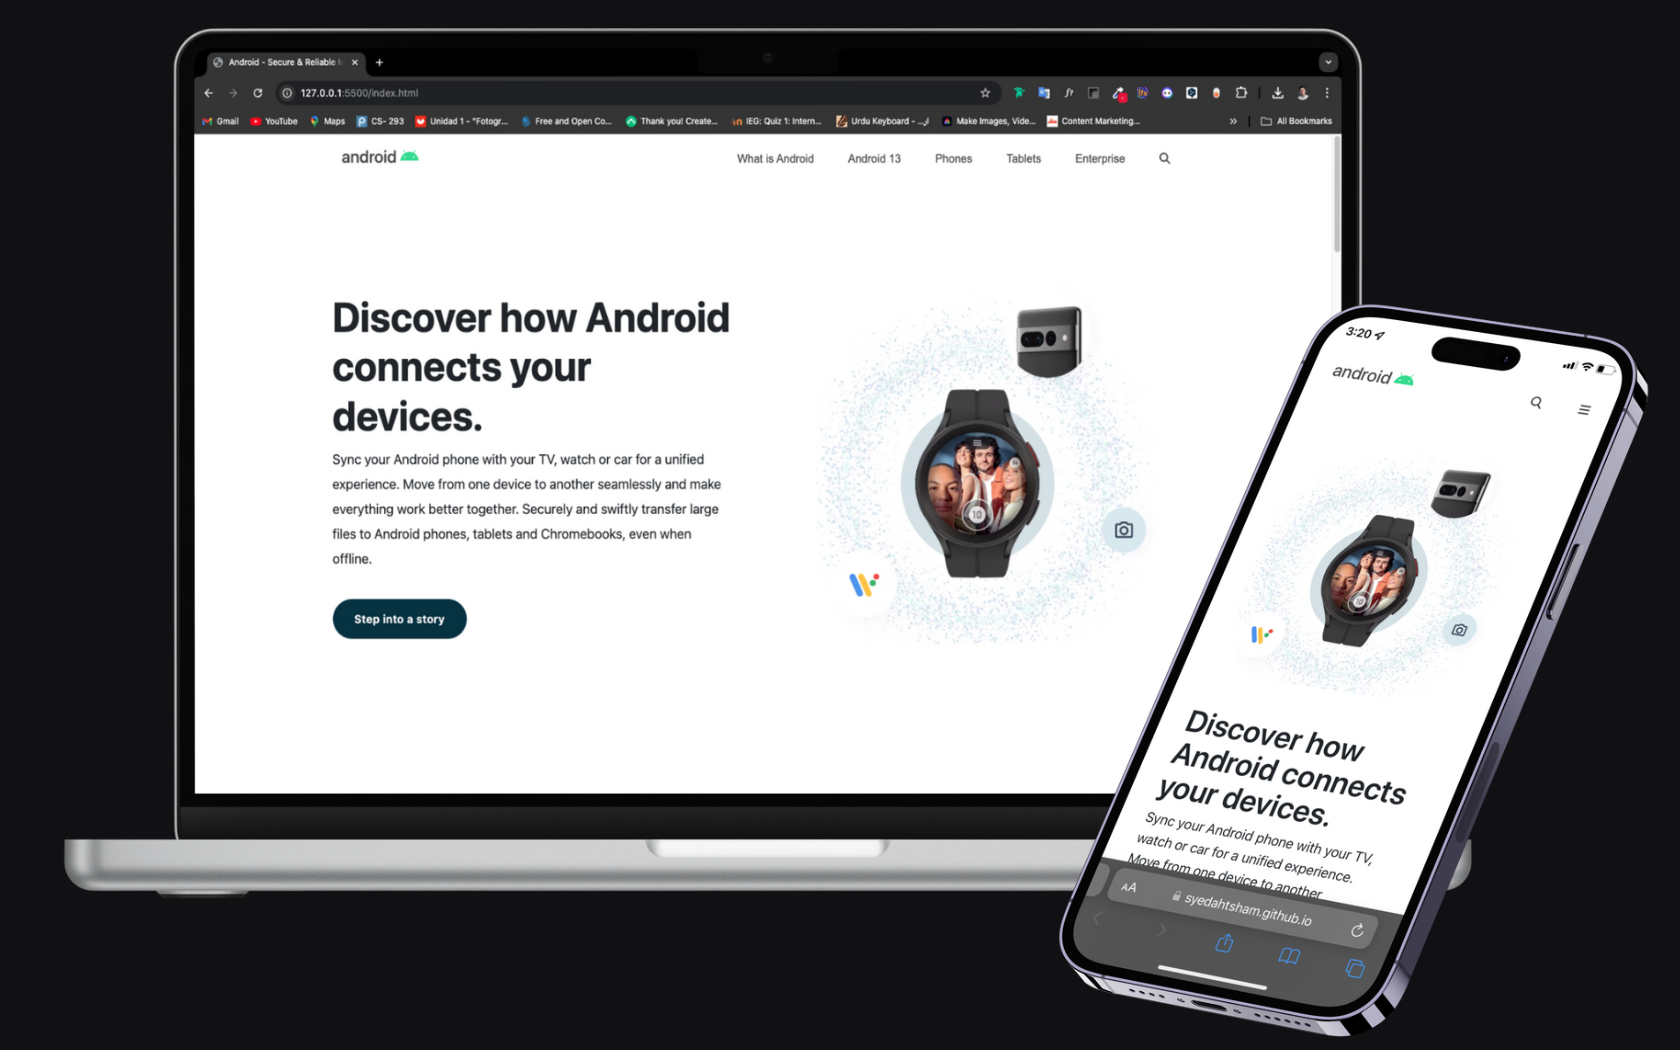 Android - Secure & Reliable M
127.0.0.1:5500/index.html
Gmail YouTube Maps CS- 293 Unidad 1 - "Fotogr... Free and Open Co... Thank you! Create... IEG: Quiz 1: Intern... Urdu Keyboard - ... Make Images, Vide... Content Marketing... All Bookmarks
android What is Android Android 13 Phones Tablets Enterprise
Discover how Android
connects your
devices.
Sync your Android phone with your TV, watch or car for a unified
experience. Move from one device to another seamlessly and make
everything work better together. Securely and swiftly transfer large
files to Android phones, tablets and Chromebooks, even when
offline.
Step into a story
10
3:20
android
10
Discover how
Android connects
your devices.
Sync your Android phone with your TV,
watch or car for a unified experience.
Move from one device to another
AA syedahtsham.github.io